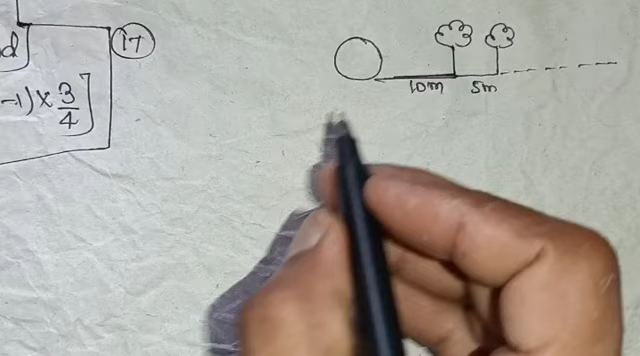 d
17
-1) × 3/4]
10m 5m